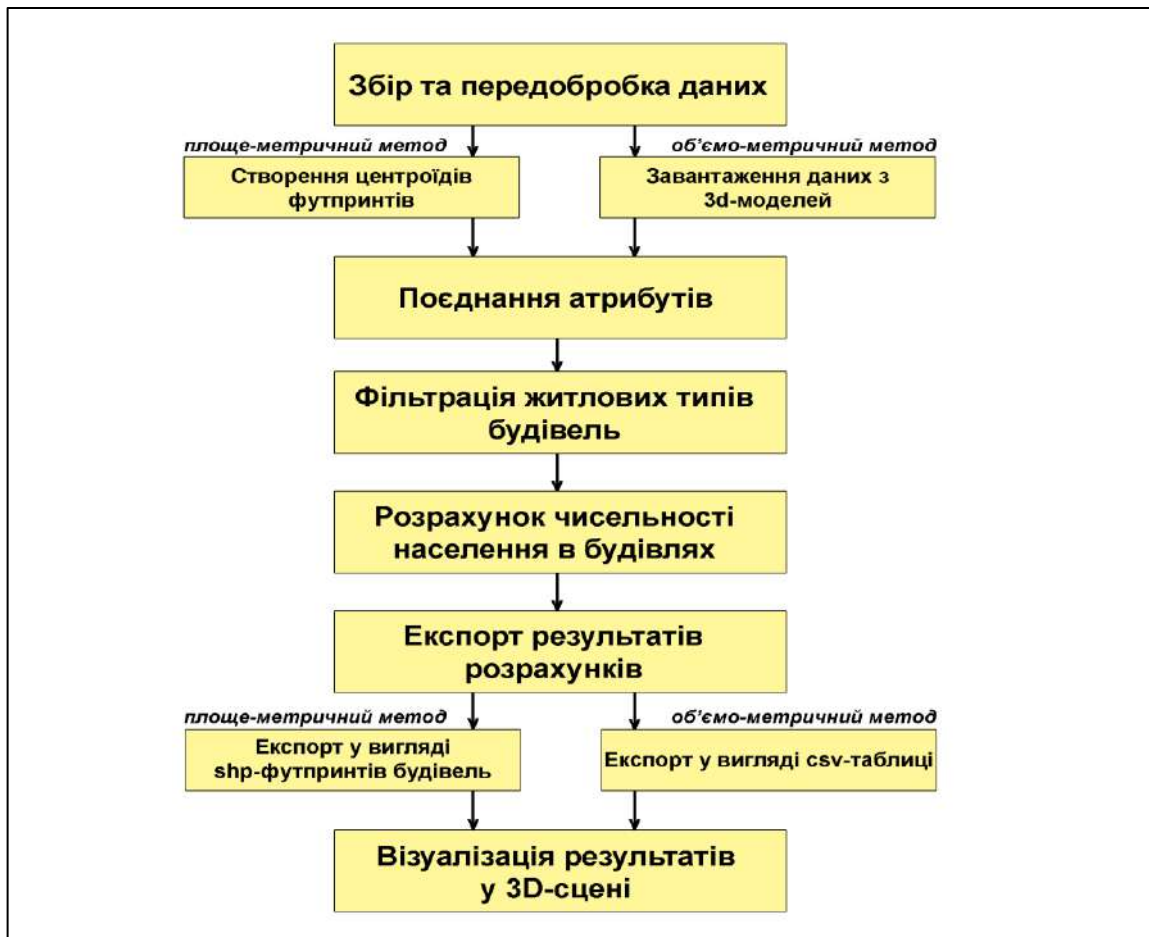 Збір та передобробка даних
площе-метричний метод
об’ємо-метричний метод
Створення центроїдів
футпринтів
Завантаження даних з
3d-моделей
Поєднання атрибутів
Фільтрація житлових типів
будівель
Розрахунок чисельності
населення в будівлях
Експорт результатів
розрахунків
площе-метричний метод
об’ємо-метричний метод
Експорт у вигляді
shp-футпринтів будівель
Експорт у вигляді csv-таблиці
Візуалізація результатів
у 3D-сцені